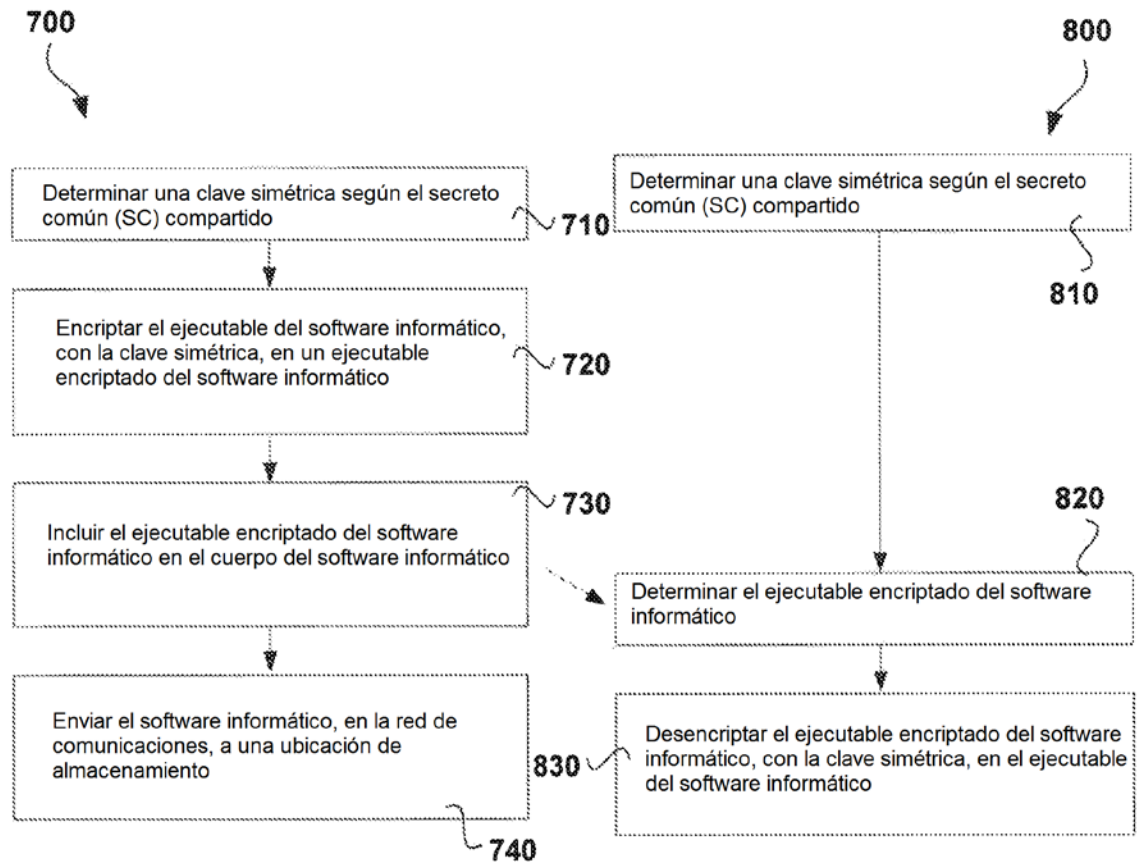 700
800
Determinar una clave simétrica según el secreto
común (SC) compartido
710
Determinar una clave simétrica según el secreto
común (SC) compartido
810
Encriptar el ejecutable del software informático,
con la clave simétrica, en un ejecutable
encriptado del software informático
720
730
Incluir el ejecutable encriptado del software
informático en el cuerpo del software informático
820
Determinar el ejecutable encriptado del software
informático
Enviar el software informático, en la red de
comunicaciones, a una ubicación de
almacenamiento
740
830
Desencriptar el ejecutable encriptado del software
informático, con la clave simétrica, en el ejecutable
del software informático